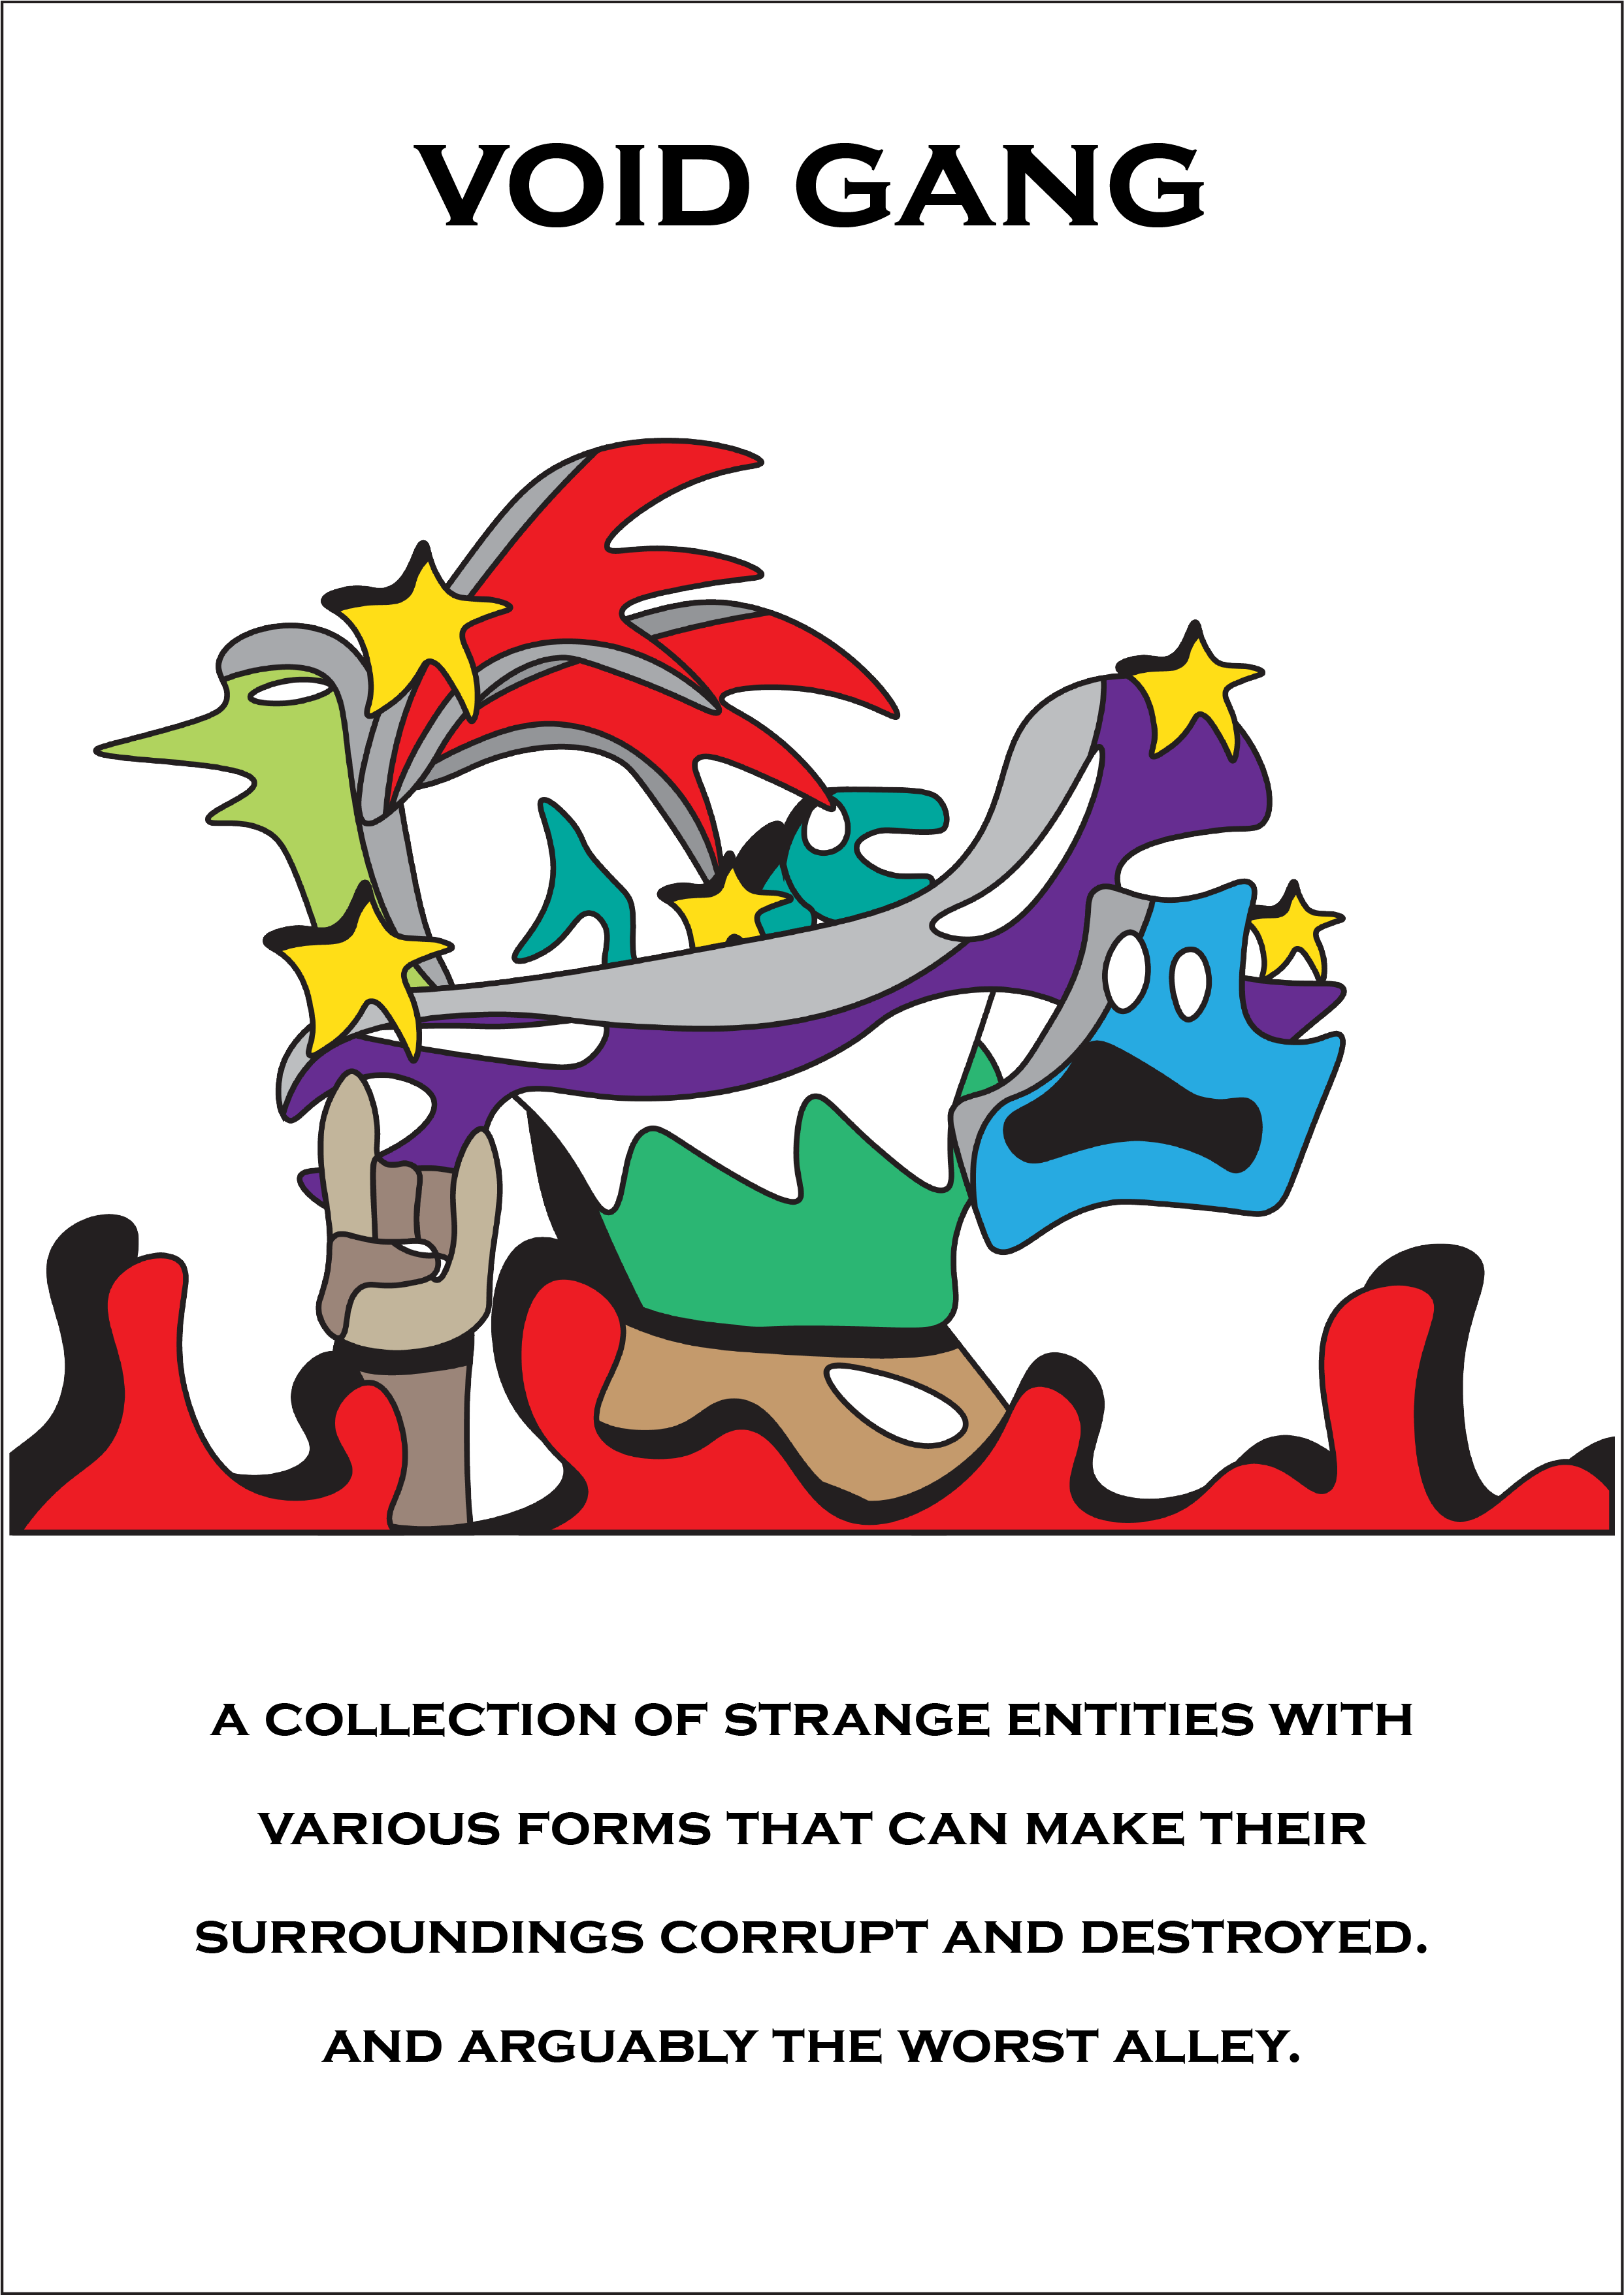 VOID GANG
A COLLECTION OF STRANGE ENTITIES WITH
VARIOUS FORMS THAT CAN MAKE THEIR
SURROUNDINGS CORRUPT AND DESTROYED.
AND ARGUABLY THE WORST ALLEY.